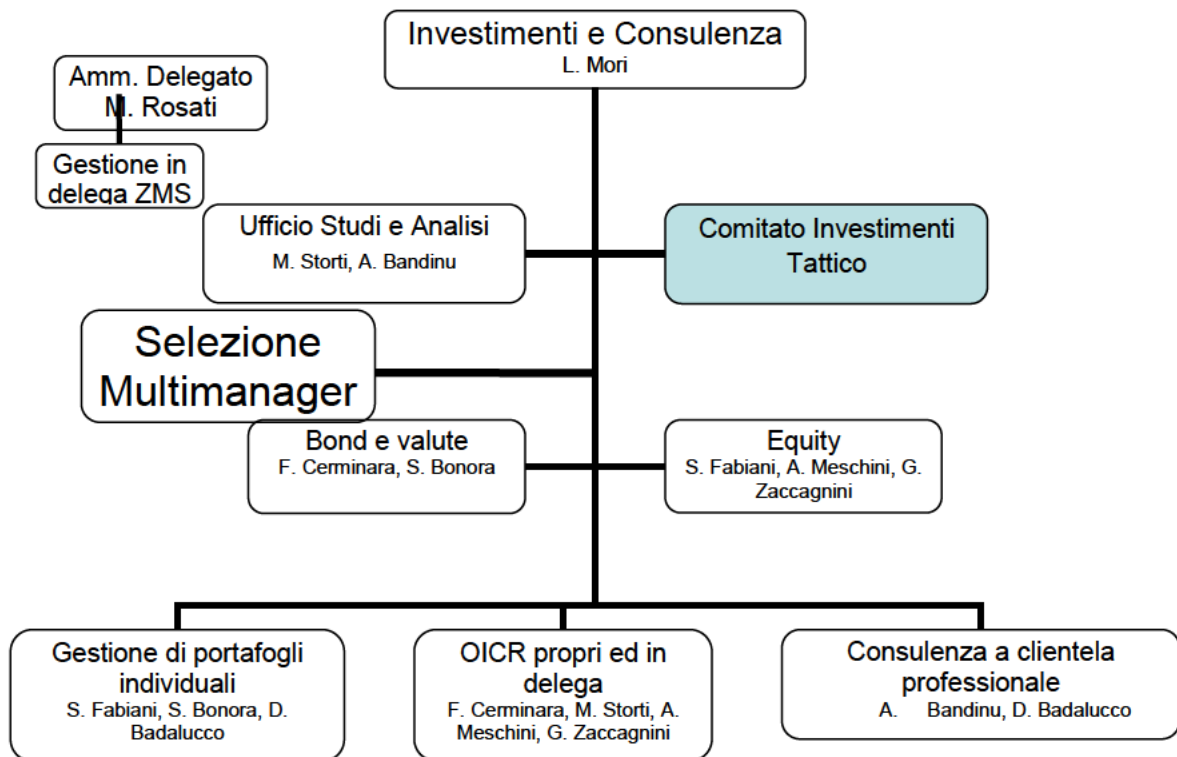 Investimenti e Consulenza
L. Mori
Amm. Delegato
M. Rosati
Gestione in
delega ZMS
Ufficio Studi e Analisi
M. Storti, A. Bandinu
Comitato Investimenti
Tattico
Selezione
Multimanager
Bond e valute
F. Cerminara, S. Bonora
Equity
S. Fabiani, A. Meschini, G.
Zaccagnini
Gestione di portafogli
individuali
S. Fabiani, S. Bonora, D.
Badalucco
OICR propri ed in
delega
F. Cerminara, M. Storti, A.
Meschini, G. Zaccagnini
Consulenza a clientela
professionale
A. Bandinu, D. Badalucco